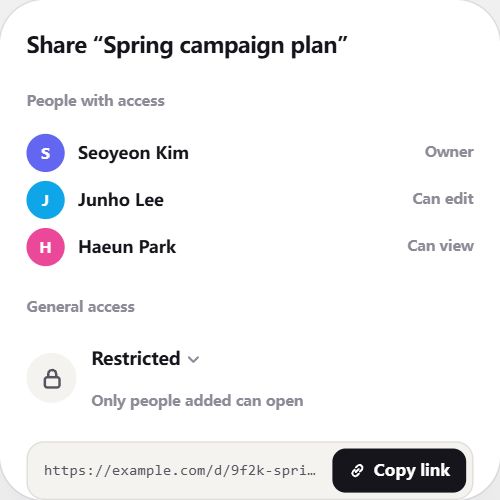 Share “Spring campaign plan”
People with access
S Seoyeon Kim Owner
J Junho Lee Can edit
H Haeun Park Can view
General access
Restricted
Only people added can open
https://example.com/d/9f2k-spri… Copy link